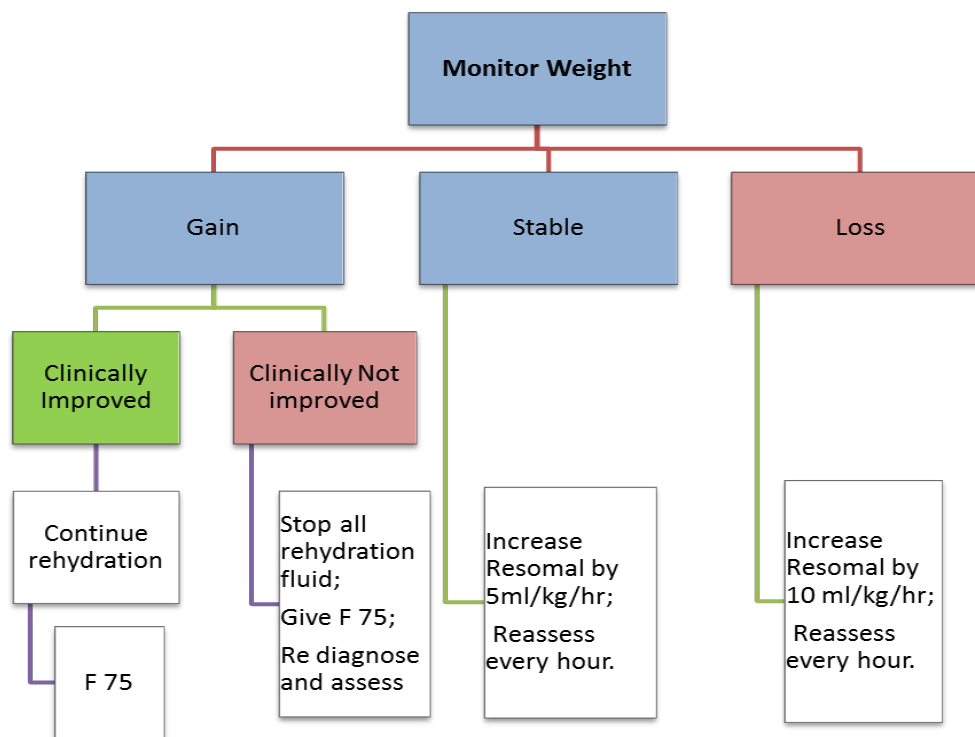 Monitor Weight
Gain
Stable
Loss
Clinically
Improved
Clinically Not
improved
Continue
rehydration
F 75
Stop all
rehydration
fluid;
Give F 75;
Re diagnose
and assess
Increase
Resomal by
5ml/kg/hr;
Reassess
every hour.
Increase
Resomal by
10 ml/kg/hr;
Reassess
every hour.